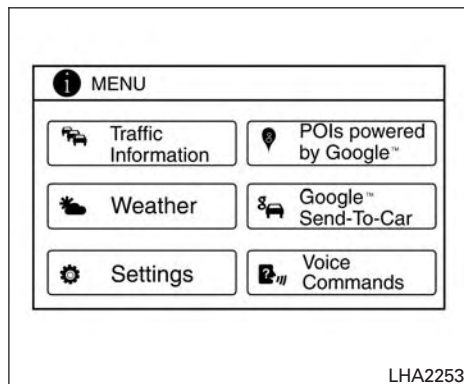 i MENU
Traffic
Information
POIs powered
by Google™
Weather
Google™
Send-To-Car
Settings
Voice
Commands
LHA2253